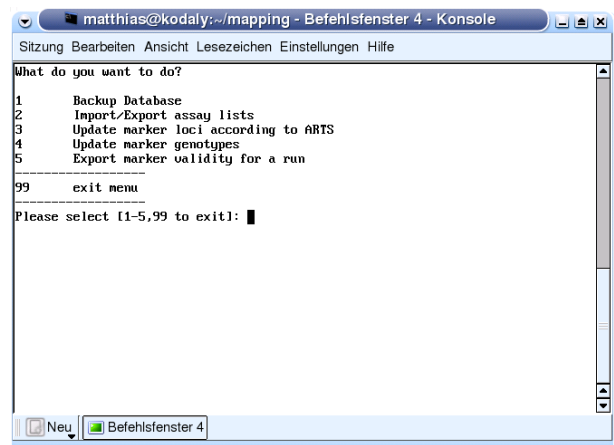 matthias@kodaly:~/mapping - Befehlsfenster 4 - Konsole
Sitzung Bearbeiten Ansicht Lesezeichen Einstellungen Hilfe
What do you want to do?
1 Backup Database
2 Import/Export assay lists
3 Update marker loci according to ARTS
4 Update marker genotypes
5 Export marker validity for a run
------------------
99 exit menu
------------------
Please select [1-5,99 to exit]:
Neu Befehlsfenster 4